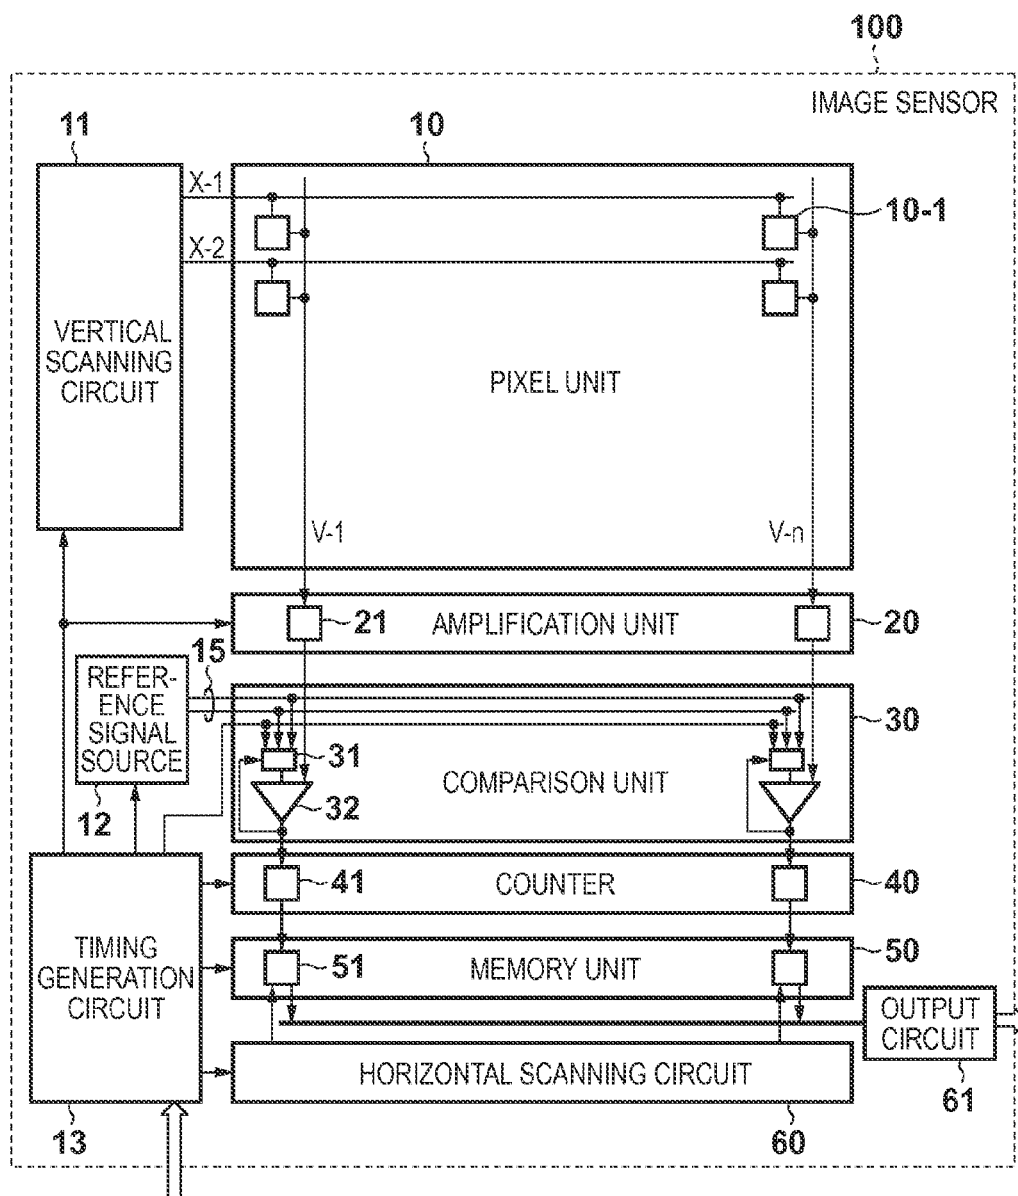 100
IMAGE SENSOR
11
10
X-1
10-1
X-2
VERTICAL
SCANNING
CIRCUIT
PIXEL UNIT
V-1
V-n
21
AMPLIFICATION UNIT
20
15
REFER-
ENCE
SIGNAL
SOURCE
30
31
COMPARISON UNIT
32
12
41
COUNTER
40
TIMING
GENERATION
CIRCUIT
51
MEMORY UNIT
50
OUTPUT
CIRCUIT
HORIZONTAL SCANNING CIRCUIT
61
13
60